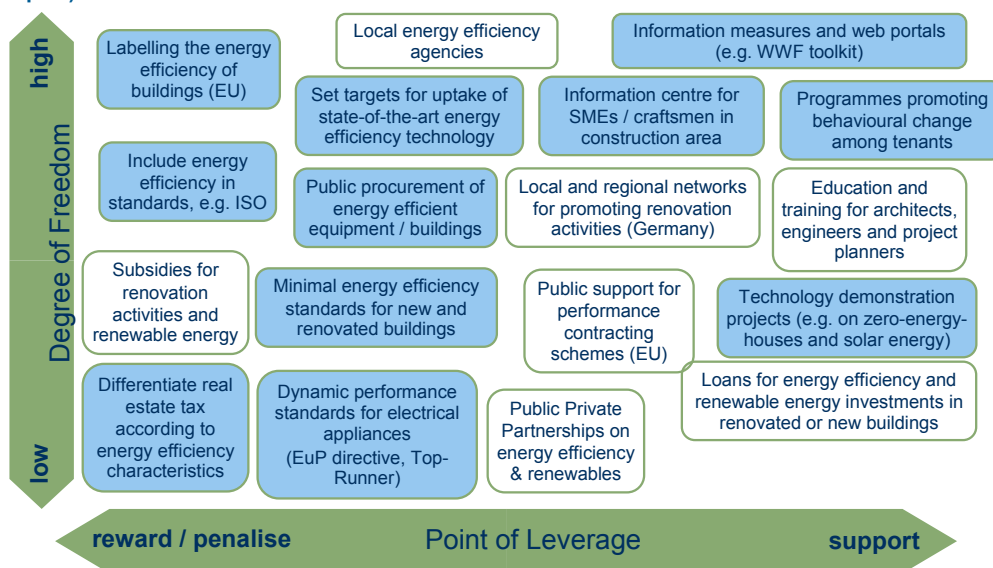 high
Degree of Freedom
low
Labelling the energy
efficiency of
buildings (EU)
Local energy efficiency
agencies
Information measures and web portals
(e.g. WWF toolkit)
Set targets for uptake of
state-of-the-art energy
efficiency technology
Information centre for
SMEs / craftsmen in
construction area
Programmes promoting
behavioural change
among tenants
Include energy
efficiency in
standards, e.g. ISO
Public procurement of
energy efficient
equipment / buildings
Local and regional networks
for promoting renovation
activities (Germany)
Education and
training for architects,
engineers and project
planners
Subsidies for
renovation
activities and
renewable energy
Minimal energy efficiency
standards for new and
renovated buildings
Public support for
performance
contracting
schemes (EU)
Technology demonstration
projects (e.g. on zero-energy-
houses and solar energy)
Differentiate real
estate tax
according to
energy efficiency
characteristics
Dynamic performance
standards for electrical
appliances
(EuP directive, Top-
Runner)
Public Private
Partnerships on
energy efficiency
& renewables
Loans for energy efficiency and
renewable energy investments in
renovated or new buildings
reward / penalise
Point of Leverage
support